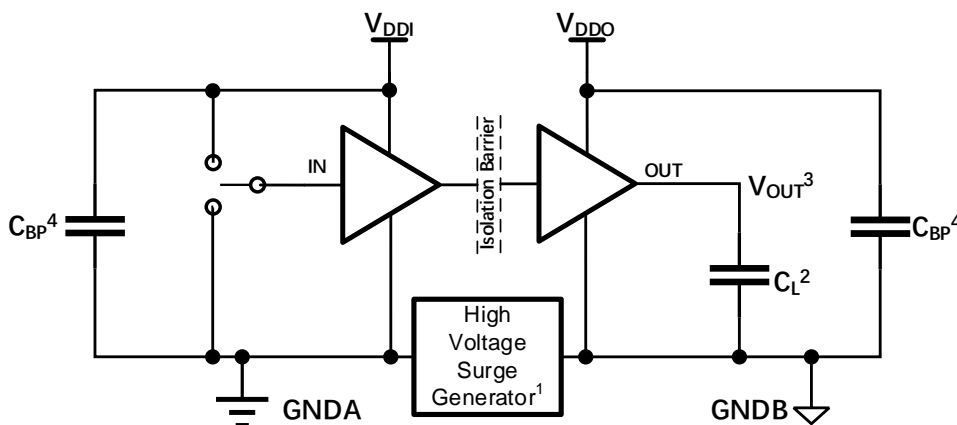 VDDI
VDDO
IN
Isolation Barrier
OUT
VOUT³
CBP⁴
CBP⁴
CL²
High
Voltage
Surge
Generator¹
GNDA
GNDB